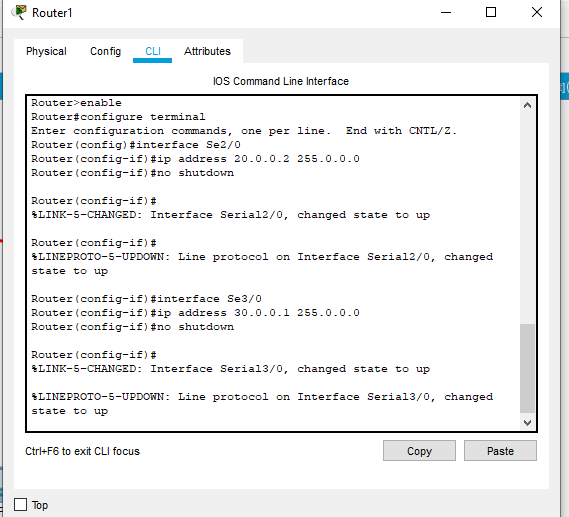 Router1
Physical Config CLI Attributes
IOS Command Line Interface
Router>enable
Router#configure terminal
Enter configuration commands, one per line.  End with CNTL/Z.
Router(config)#interface Se2/0
Router(config-if)#ip address 20.0.0.2 255.0.0.0
Router(config-if)#no shutdown
Router(config-if)#
%LINK-5-CHANGED: Interface Serial2/0, changed state to up
Router(config-if)#
%LINEPROTO-5-UPDOWN: Line protocol on Interface Serial2/0, changed
state to up
Router(config-if)#interface Se3/0
Router(config-if)#ip address 30.0.0.1 255.0.0.0
Router(config-if)#no shutdown
Router(config-if)#
%LINK-5-CHANGED: Interface Serial3/0, changed state to up
%LINEPROTO-5-UPDOWN: Line protocol on Interface Serial3/0, changed
state to up
Ctrl+F6 to exit CLI focus
Copy Paste
Top